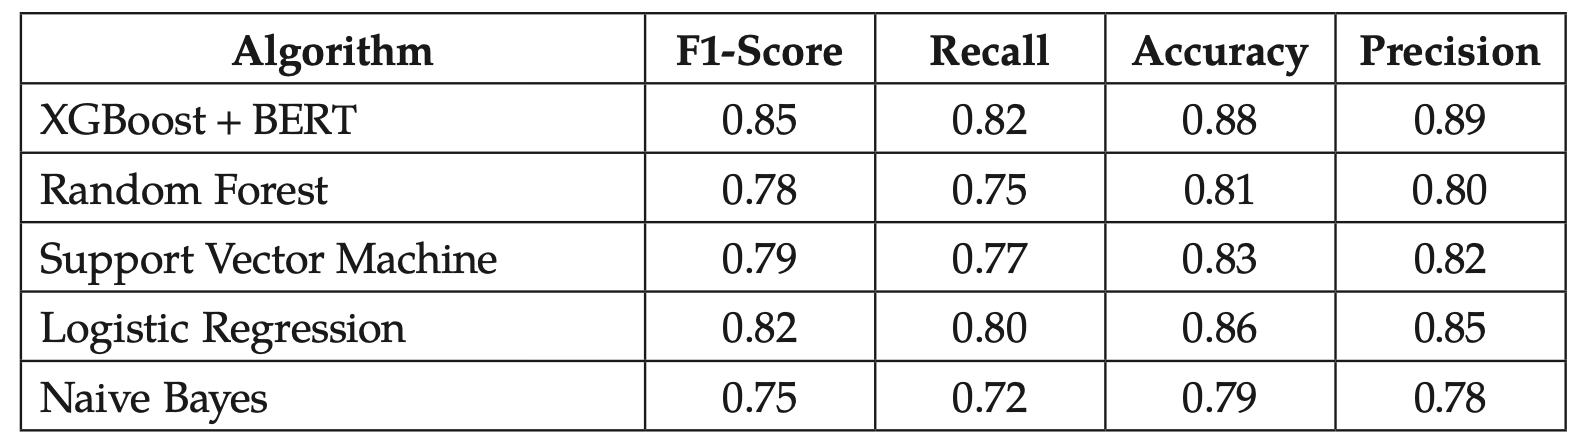 Algorithm F1-Score Recall Accuracy Precision
XGBoost + BERT 0.85 0.82 0.88 0.89
Random Forest 0.78 0.75 0.81 0.80
Support Vector Machine 0.79 0.77 0.83 0.82
Logistic Regression 0.82 0.80 0.86 0.85
Naive Bayes 0.75 0.72 0.79 0.78